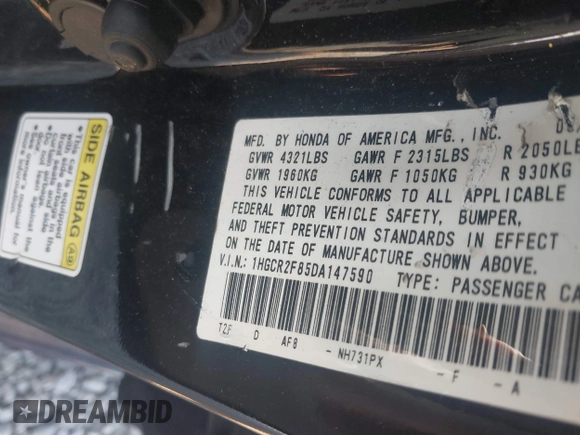 MFD. BY HONDA OF AMERICA MFG., INC.
GVWR 4321LBS GAWR F 2315LBS R 2050LB
GVWR 1960KG GAWR F 1050KG R 930KG
THIS VEHICLE CONFORMS TO ALL APPLICABLE
FEDERAL MOTOR VEHICLE SAFETY, BUMPER,
AND THEFT PREVENTION STANDARDS IN EFFECT
ON THE DATE OF MANUFACTURE SHOWN ABOVE.
V.I.N.: 1HGCR2F85DA147590 TYPE: PASSENGER CA
T2F D AF8 - NH731PX - F - A
SIDE AIRBAG
DREAMBID